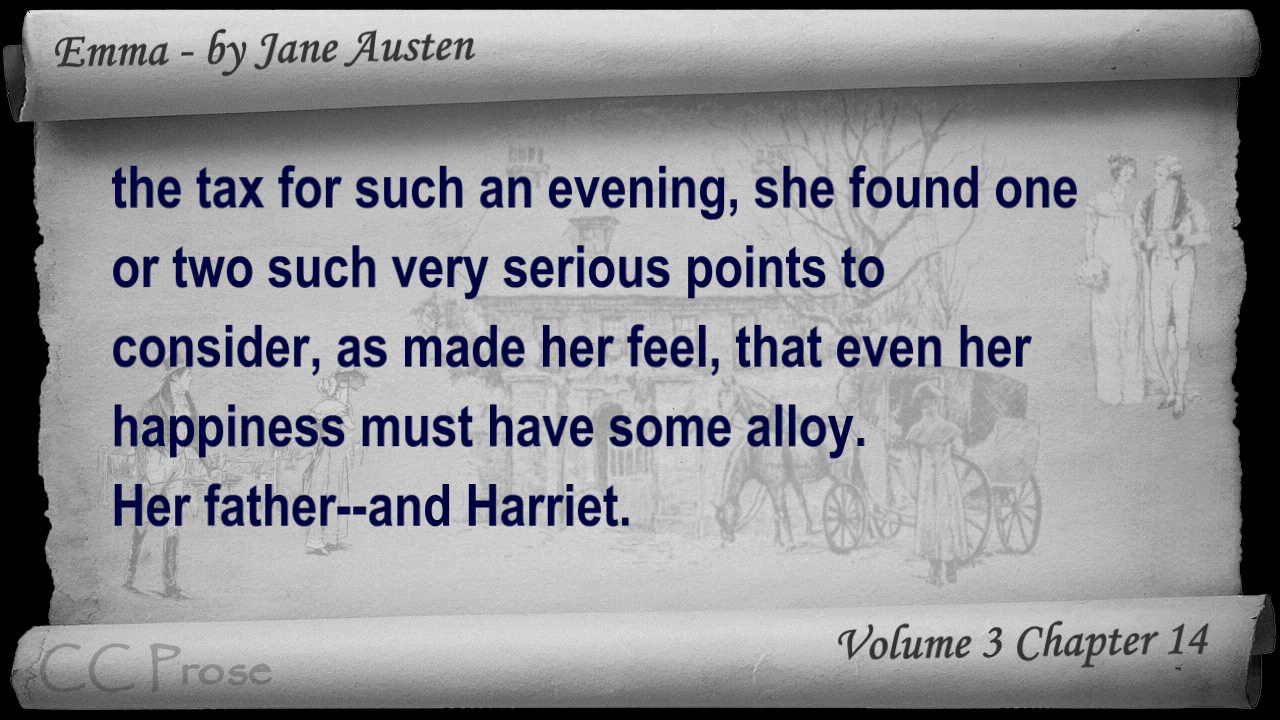 Emma - by Jane Austen
the tax for such an evening, she found one
or two such very serious points to
consider, as made her feel, that even her
happiness must have some alloy.
Her father--and Harriet.
Volume 3 Chapter 14
CC Prose